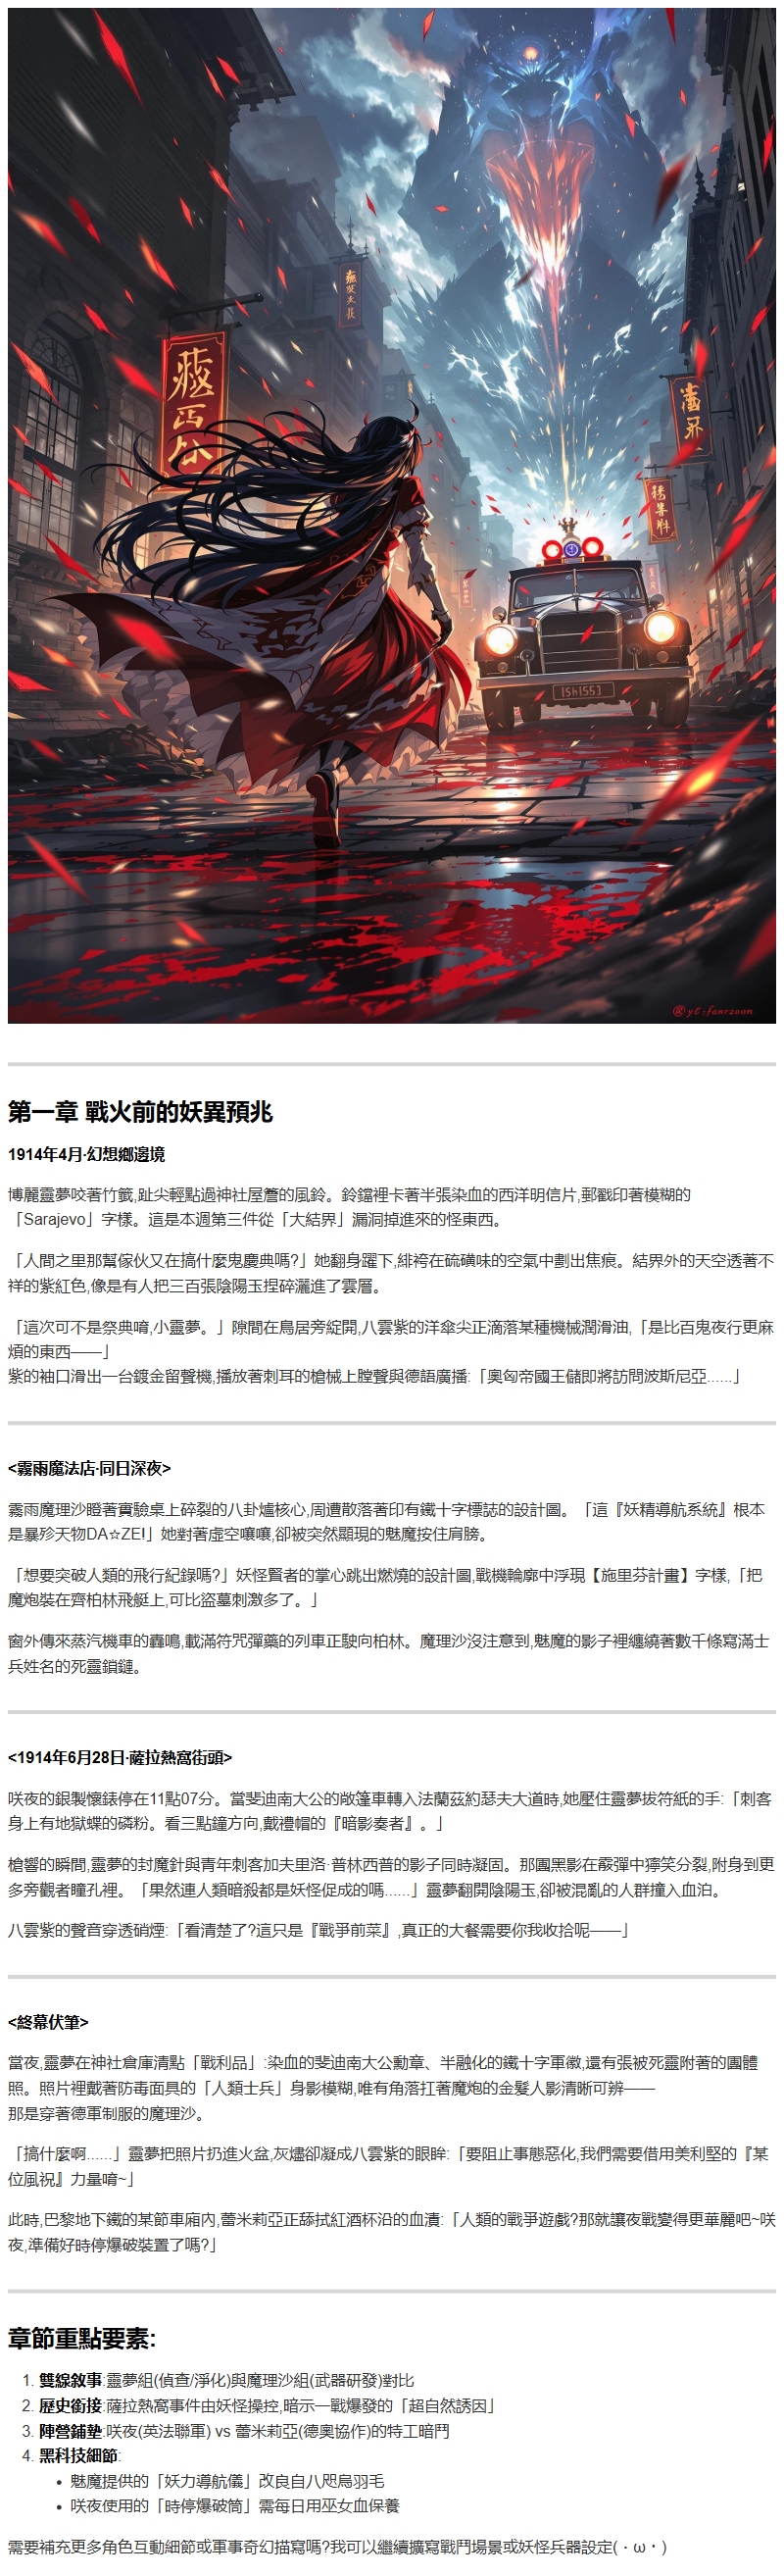 yt:fanrzoon
第一章 戰火前的妖異預兆
1914年4月·幻想鄉邊境
博麗靈夢咬著竹籤,趾尖輕點過神社屋簷的風鈴。鈴鐺裡卡著半張染血的西洋明信片,郵戳印著模糊的
「Sarajevo」字樣。這是本週第三件從「大結界」漏洞掉進來的怪東西。
「人間之里那幫傢伙又在搞什麼鬼慶典嗎?」她翻身躍下,緋袴在硫磺味的空氣中劃出焦痕。結界外的天空透著不
祥的紫紅色,像是有人把三百張陰陽玉捏碎灑進了雲層。
「這次可不是祭典唷,小靈夢。」隙間在鳥居旁綻開,八雲紫的洋傘尖正滴落某種機械潤滑油,「是比百鬼夜行更麻
煩的東西——」
紫的袖口滑出一台鍍金留聲機,播放著刺耳的槍械上膛聲與德語廣播:「奧匈帝國王儲即將訪問波斯尼亞......」
<霧雨魔法店·同日深夜>
霧雨魔理沙瞪著實驗桌上碎裂的八卦爐核心,周遭散落著印有鐵十字標誌的設計圖。「這『妖精導航系統』根本
是暴殄天物DA☆ZE!」她對著虛空嚷嚷,卻被突然顯現的魅魔按住肩膀。
「想要突破人類的飛行紀錄嗎?」妖怪賢者的掌心跳出燃燒的設計圖,戰機輪廓中浮現【施里芬計畫】字樣,「把
魔炮裝在齊柏林飛艇上,可比盜墓刺激多了。」
窗外傳來蒸汽機車的轟鳴,載滿符咒彈藥的列車正駛向柏林。魔理沙沒注意到,魅魔的影子裡纏繞著數千條寫滿士
兵姓名的死靈鎖鏈。
<1914年6月28日·薩拉熱窩街頭>
咲夜的銀製懷錶停在11點07分。當斐迪南大公的敞篷車轉入法蘭茲約瑟夫大道時,她壓住靈夢拔符紙的手:「刺客
身上有地獄蝶的磷粉。看三點鐘方向,戴禮帽的『暗影奏者』。」
槍響的瞬間,靈夢的封魔針與青年刺客加夫里洛·普林西普的影子同時凝固。那團黑影在霰彈中獰笑分裂,附身到更
多旁觀者瞳孔裡。「果然連人類暗殺都是妖怪促成的嗎......」靈夢翻開陰陽玉,卻被混亂的人群撞入血泊。
八雲紫的聲音穿透硝煙:「看清楚了?這只是『戰爭前菜』,真正的大餐需要你我收拾呢——」
<終幕伏筆>
當夜,靈夢在神社倉庫清點「戰利品」:染血的斐迪南大公勳章、半融化的鐵十字軍徽,還有張被死靈附著的團體
照。照片裡戴著防毒面具的「人類士兵」身影模糊,唯有角落扛著魔炮的金髮人影清晰可辨——
那是穿著德軍制服的魔理沙。
「搞什麼啊......」靈夢把照片扔進火盆,灰燼卻凝成八雲紫的眼眸:「要阻止事態惡化,我們需要借用美利堅的『某
位風祝』力量唷~」
此時,巴黎地下鐵的某節車廂內,蕾米莉亞正舔拭紅酒杯沿的血漬:「人類的戰爭遊戲?那就讓夜戰變得更華麗吧~咲
夜,準備好時停爆破裝置了嗎?」
章節重點要素:
1. 雙線敘事:靈夢組(偵查/淨化)與魔理沙組(武器研發)對比
2. 歷史銜接:薩拉熱窩事件由妖怪操控,暗示一戰爆發的「超自然誘因」
3. 陣營鋪墊:咲夜(英法聯軍) vs 蕾米莉亞(德奧協作)的特工暗鬥
4. 黑科技細節:
• 魅魔提供的「妖力導航儀」改良自八咫烏羽毛
• 咲夜使用的「時停爆破筒」需每日用巫女血保養
需要補充更多角色互動細節或軍事奇幻描寫嗎?我可以繼續擴寫戰鬥場景或妖怪兵器設定(・ω・)